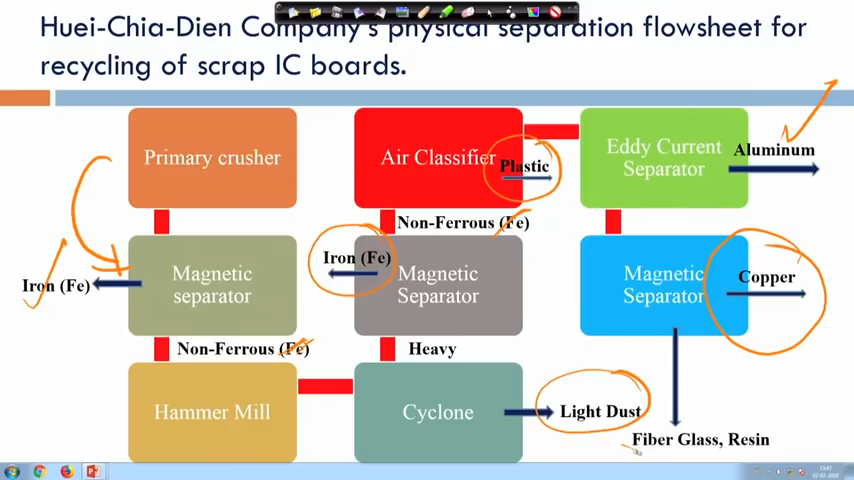 Huei-Chia-Dien Company's physical separation flowsheet for
recycling of scrap IC boards.
Primary crusher
Magnetic
separator
Iron (Fe)
Non-Ferrous (Fe)
Hammer Mill
Cyclone
Light Dust
Heavy
Magnetic
Separator
Iron (Fe)
Non-Ferrous (Fe)
Air Classifier
Plastic
Eddy Current
Separator
Aluminum
Magnetic
Separator
Copper
Fiber Glass, Resin